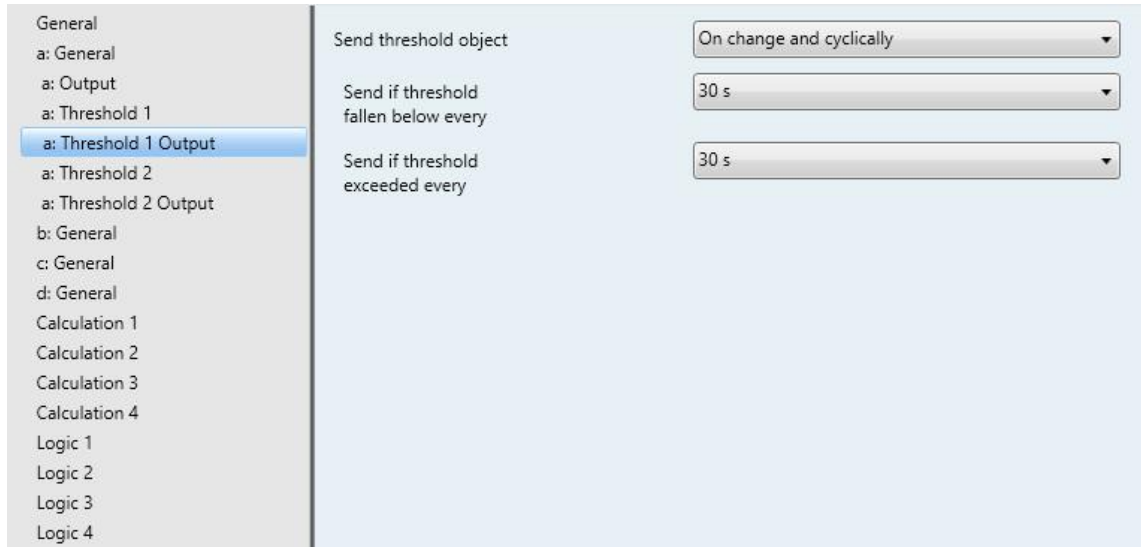 General
a: General
a: Output
a: Threshold 1
a: Threshold 1 Output
a: Threshold 2
a: Threshold 2 Output
b: General
c: General
d: General
Calculation 1
Calculation 2
Calculation 3
Calculation 4
Logic 1
Logic 2
Logic 3
Logic 4
Send threshold object
On change and cyclically
Send if threshold
fallen below every
30 s
Send if threshold
exceeded every
30 s